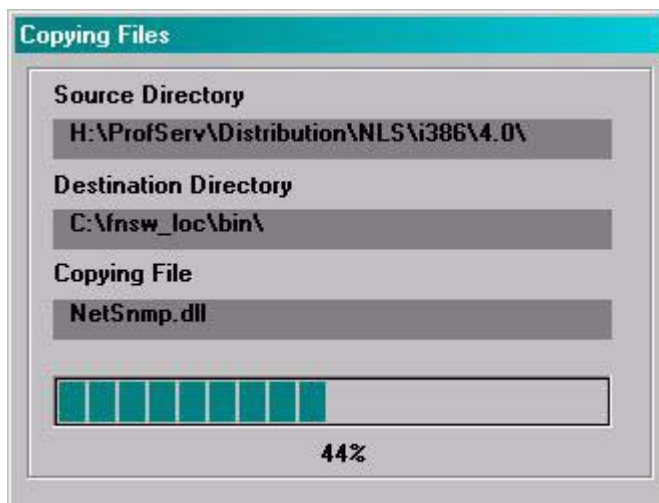 Copying Files
Source Directory
H:\ProfServ\Distribution\NLS\i386\4.0\
Destination Directory
C:\fnsw_loc\bin\
Copying File
NetSnmp.dll
44%